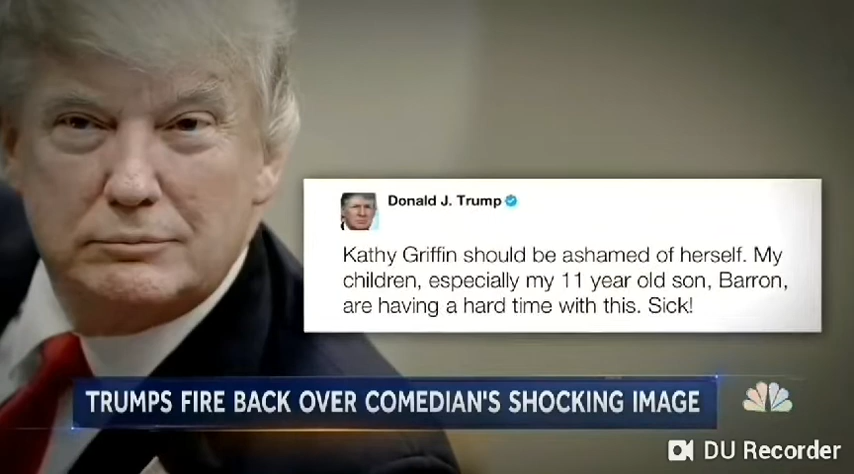 Donald J. Trump
Kathy Griffin should be ashamed of herself. My
children, especially my 11 year old son, Barron,
are having a hard time with this. Sick!
TRUMPS FIRE BACK OVER COMEDIAN'S SHOCKING IMAGE
DU Recorder